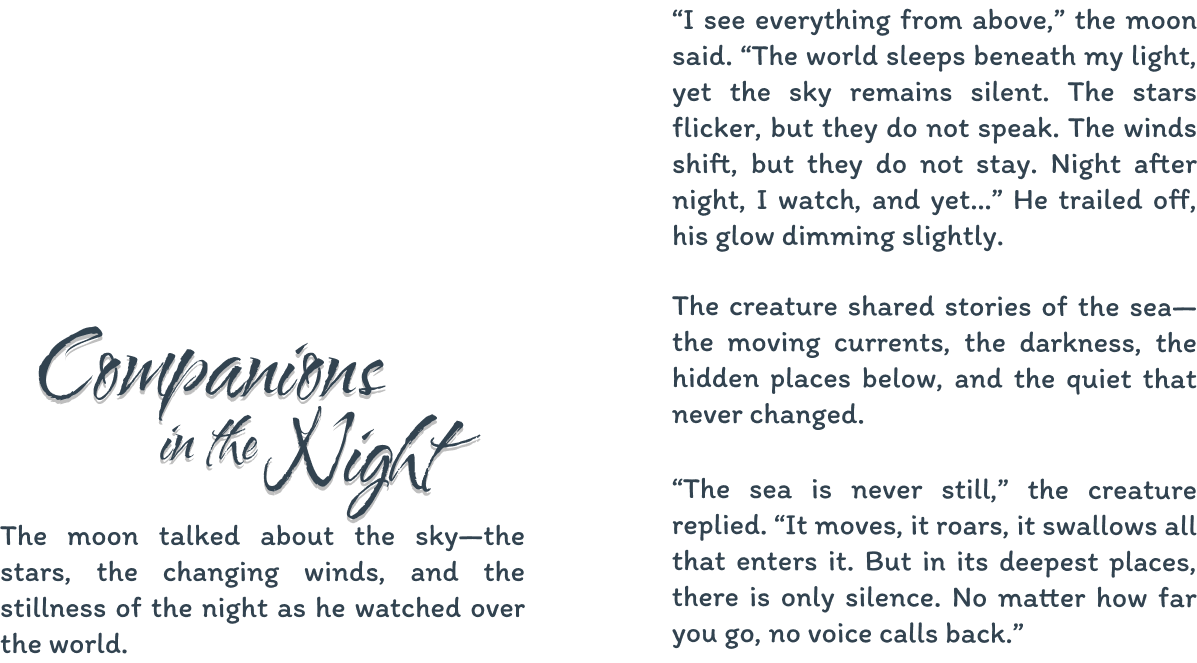 Companions
in the Night
The moon talked about the sky—the
stars, the changing winds, and the
stillness of the night as he watched over
the world.
“I see everything from above,” the moon
said. “The world sleeps beneath my light,
yet the sky remains silent. The stars
flicker, but they do not speak. The winds
shift, but they do not stay. Night after
night, I watch, and yet...” He trailed off,
his glow dimming slightly.
The creature shared stories of the sea—
the moving currents, the darkness, the
hidden places below, and the quiet that
never changed.
“The sea is never still,” the creature
replied. “It moves, it roars, it swallows all
that enters it. But in its deepest places,
there is only silence. No matter how far
you go, no voice calls back.”